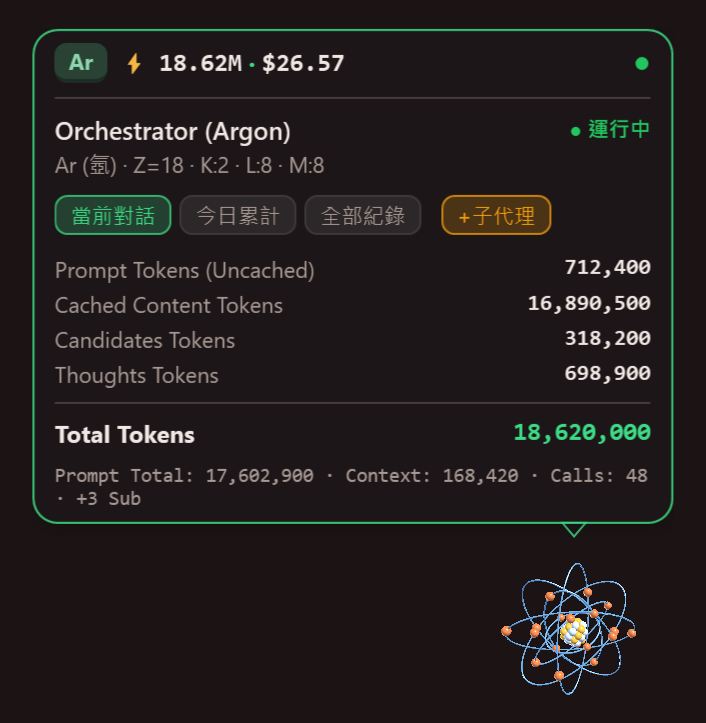 Ar ⚡ 18.62M · $26.57
Orchestrator (Argon) ● 運行中
Ar (氬) · Z=18 · K:2 · L:8 · M:8
當前對話 今日累計 全部紀錄 +子代理
Prompt Tokens (Uncached) 712,400
Cached Content Tokens 16,890,500
Candidates Tokens 318,200
Thoughts Tokens 698,900
Total Tokens 18,620,000
Prompt Total: 17,602,900 · Context: 168,420 · Calls: 48
· +3 Sub